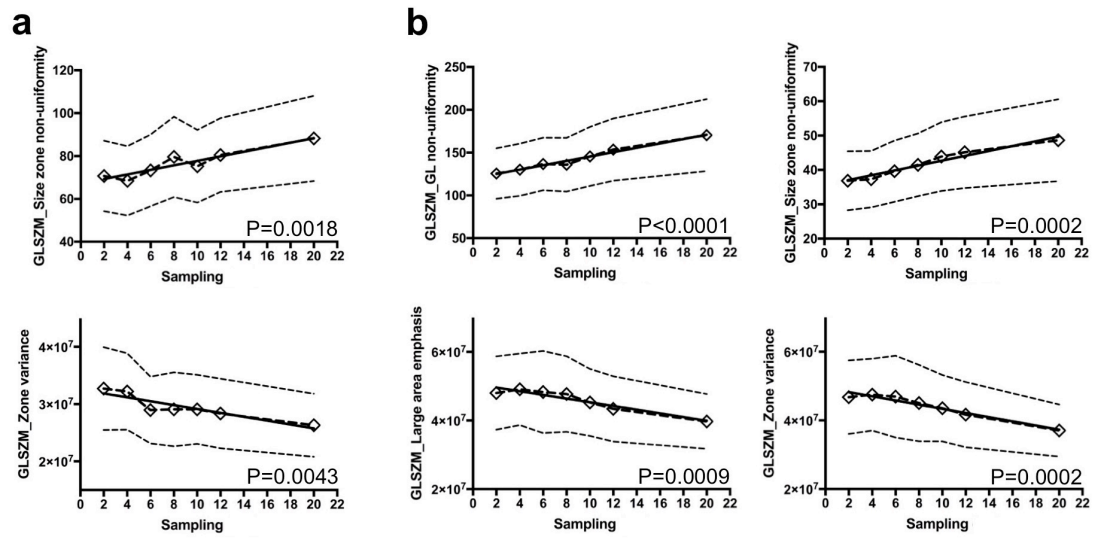 a
b
GLSZM_Size zone non-uniformity
120
100
80
60
40
P=0.0018
0 2 4 6 8 10 12 14 16 18 20 22
Sampling
GLSZM_GL non-uniformity
250
200
150
100
50
P<0.0001
0 2 4 6 8 10 12 14 16 18 20 22
Sampling
GLSZM_Size zone non-uniformity
70
60
50
40
30
20
P=0.0002
0 2 4 6 8 10 12 14 16 18 20 22
Sampling
GLSZM_Zone variance
4×10⁷
3×10⁷
2×10⁷
P=0.0043
0 2 4 6 8 10 12 14 16 18 20 22
Sampling
GLSZM_Large area emphasis
6×10⁷
4×10⁷
2×10⁷
P=0.0009
0 2 4 6 8 10 12 14 16 18 20 22
Sampling
GLSZM_Zone variance
6×10⁷
4×10⁷
2×10⁷
P=0.0002
0 2 4 6 8 10 12 14 16 18 20 22
Sampling